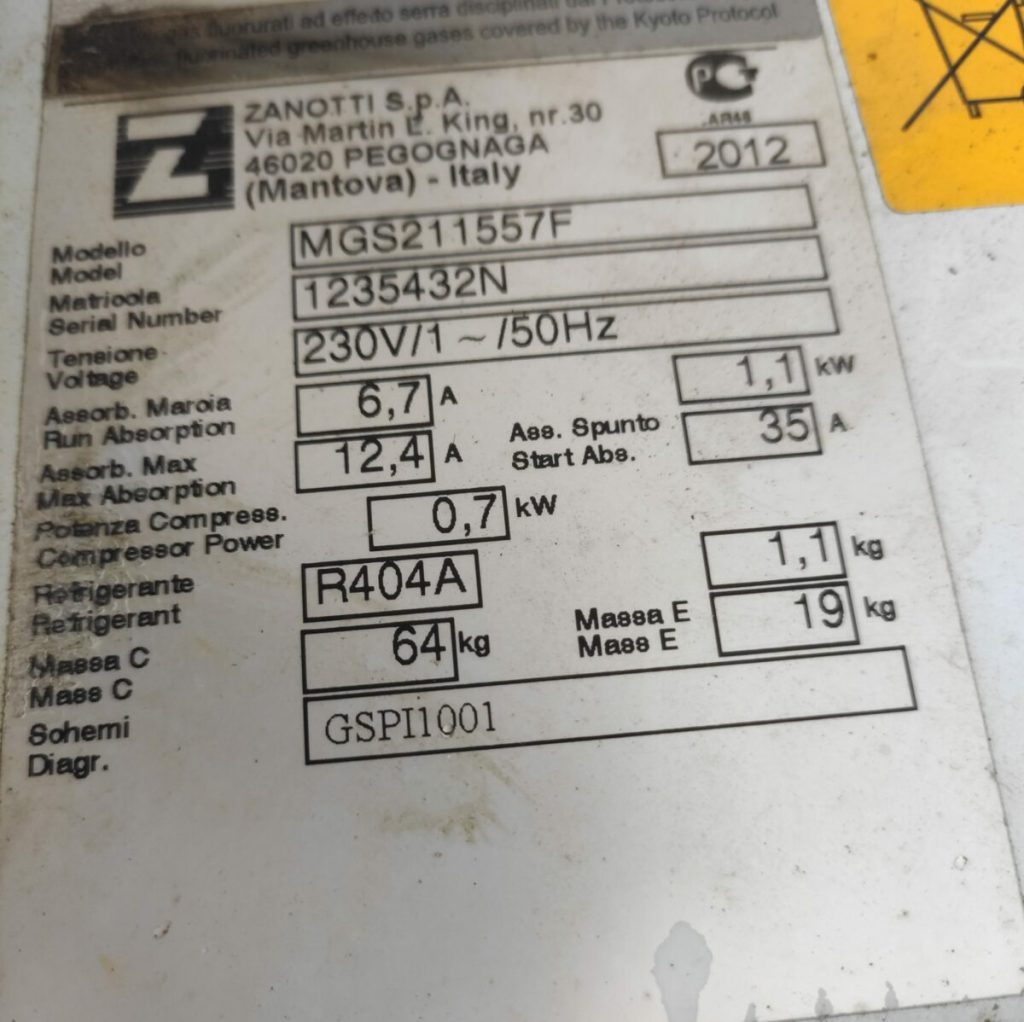 gas fluorurati ad effetto serra disciplinati dal
fluorinated greenhouse gases covered by the Kyoto Protocol
Z
ZANOTTI S.p.A.
Via Martin L. King, nr.30
46020 PEGOGNAGA
(Mantova) - Italy
РСТ
2012
Modello
Model
MGS211557F
Matricola
Serial Number
1235432N
Tensione
Voltage
230V/1 ~ /50Hz
Assorb. Marcia
Run Absorption
6,7 A
1,1 kW
Assorb. Max
Max Absorption
12,4 A
Ass. Spunto
Start Abs.
35 A
Potenza Compress.
Compressor Power
0,7 kW
Refrigerante
Refrigerant
R404A
1,1 kg
Massa C
Mass C
64 kg
Massa E
Mass E
19 kg
Schemi
Diagr.
GSPI1001